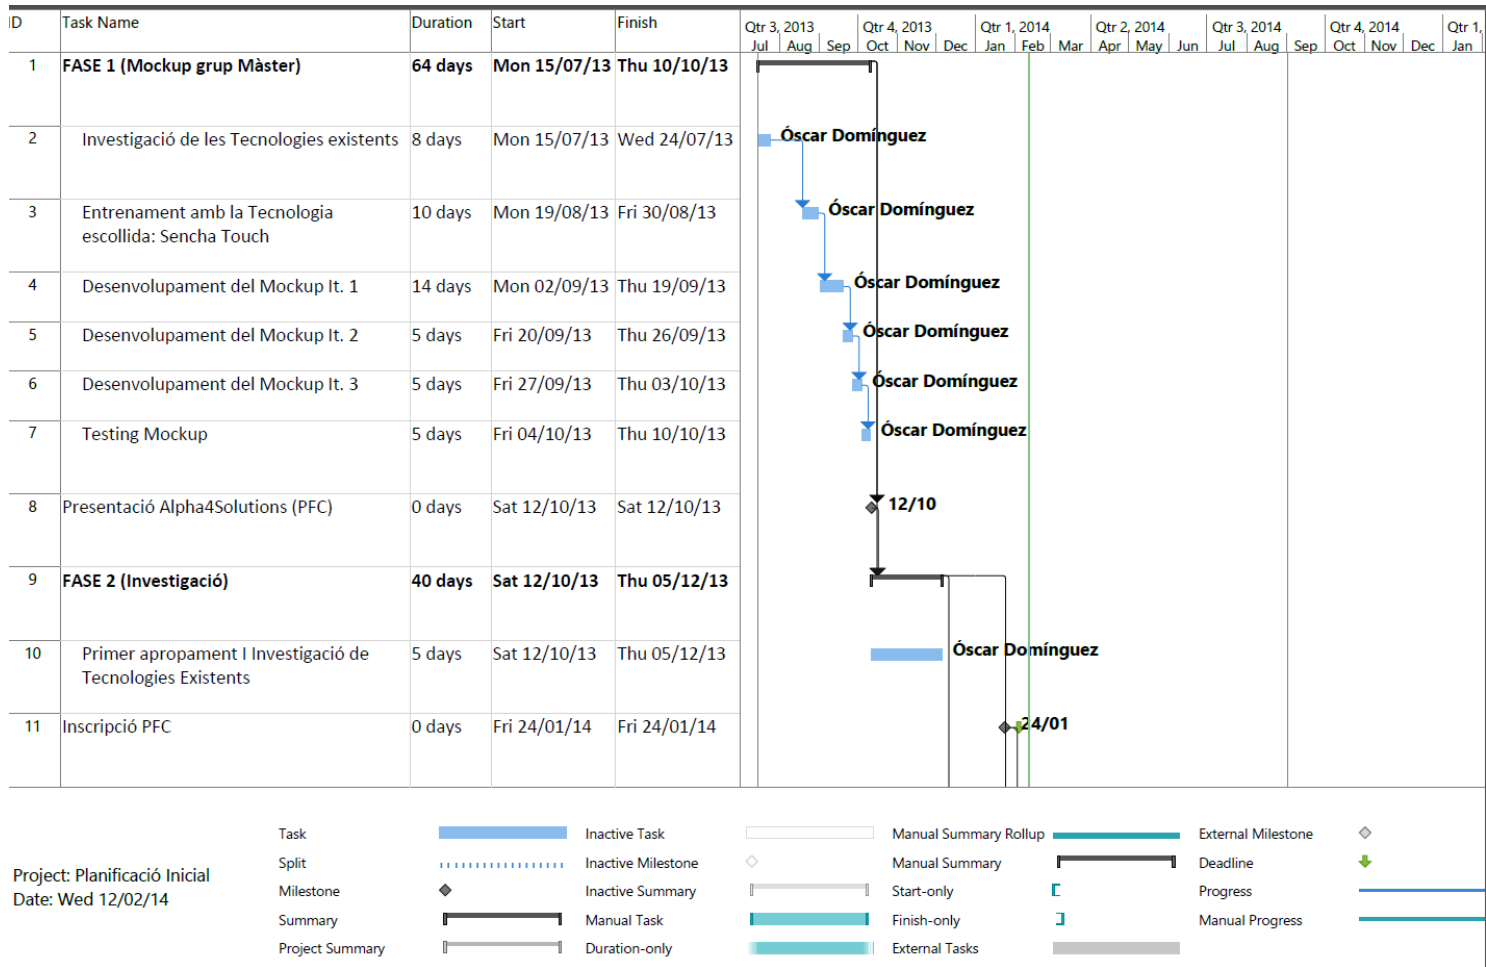 ID Task Name Duration Start Finish
Qtr 3, 2013 Qtr 4, 2013 Qtr 1, 2014 Qtr 2, 2014 Qtr 3, 2014 Qtr 4, 2014 Qtr 1,
Jul Aug Sep Oct Nov Dec Jan Feb Mar Apr May Jun Jul Aug Sep Oct Nov Dec Jan
1 FASE 1 (Mockup grup Màster) 64 days Mon 15/07/13 Thu 10/10/13
2 Investigació de les Tecnologies existents 8 days Mon 15/07/13 Wed 24/07/13 Óscar Domínguez
3 Entrenament amb la Tecnologia 10 days Mon 19/08/13 Fri 30/08/13 Óscar Domínguez
escollida: Sencha Touch
4 Desenvolupament del Mockup It. 1 14 days Mon 02/09/13 Thu 19/09/13 Óscar Domínguez
5 Desenvolupament del Mockup It. 2 5 days Fri 20/09/13 Thu 26/09/13 Óscar Domínguez
6 Desenvolupament del Mockup It. 3 5 days Fri 27/09/13 Thu 03/10/13 Óscar Domínguez
7 Testing Mockup 5 days Fri 04/10/13 Thu 10/10/13 Óscar Domínguez
8 Presentació Alpha4Solutions (PFC) 0 days Sat 12/10/13 Sat 12/10/13 12/10
9 FASE 2 (Investigació) 40 days Sat 12/10/13 Thu 05/12/13
10 Primer apropament I Investigació de 5 days Sat 12/10/13 Thu 05/12/13 Óscar Domínguez
Tecnologies Existents
11 Inscripció PFC 0 days Fri 24/01/14 Fri 24/01/14 24/01
Project: Planificació Inicial
Date: Wed 12/02/14
Task Inactive Task Manual Summary Rollup External Milestone
Split Inactive Milestone Manual Summary Deadline
Milestone Inactive Summary Start-only Progress
Summary Manual Task Finish-only Manual Progress
Project Summary Duration-only External Tasks